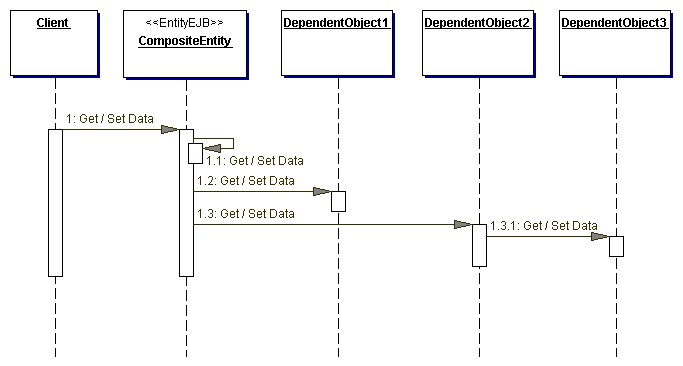 Client
<<EntityEJB>>
CompositeEntity
DependentObject1
DependentObject2
DependentObject3
1: Get / Set Data
1.1: Get / Set Data
1.2: Get / Set Data
1.3: Get / Set Data
1.3.1: Get / Set Data